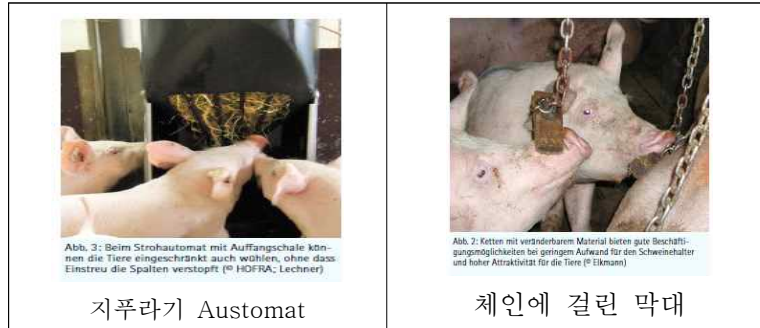 Abb. 3: Beim Strohautomat mit Auffangschale kön-
nen die Tiere eingeschränkt auch wühlen, ohne dass
Einstreu die Spalten verstopft (© HOFRA; Lechner)
지푸라기 Austomat
Abb. 2: Ketten mit veränderbarem Material bieten gute Beschäfti-
gungsmöglichkeiten bei geringem Aufwand für den Schweinehalter
und hoher Attraktivität für die Tiere (© Elkmann)
체인에 걸린 막대